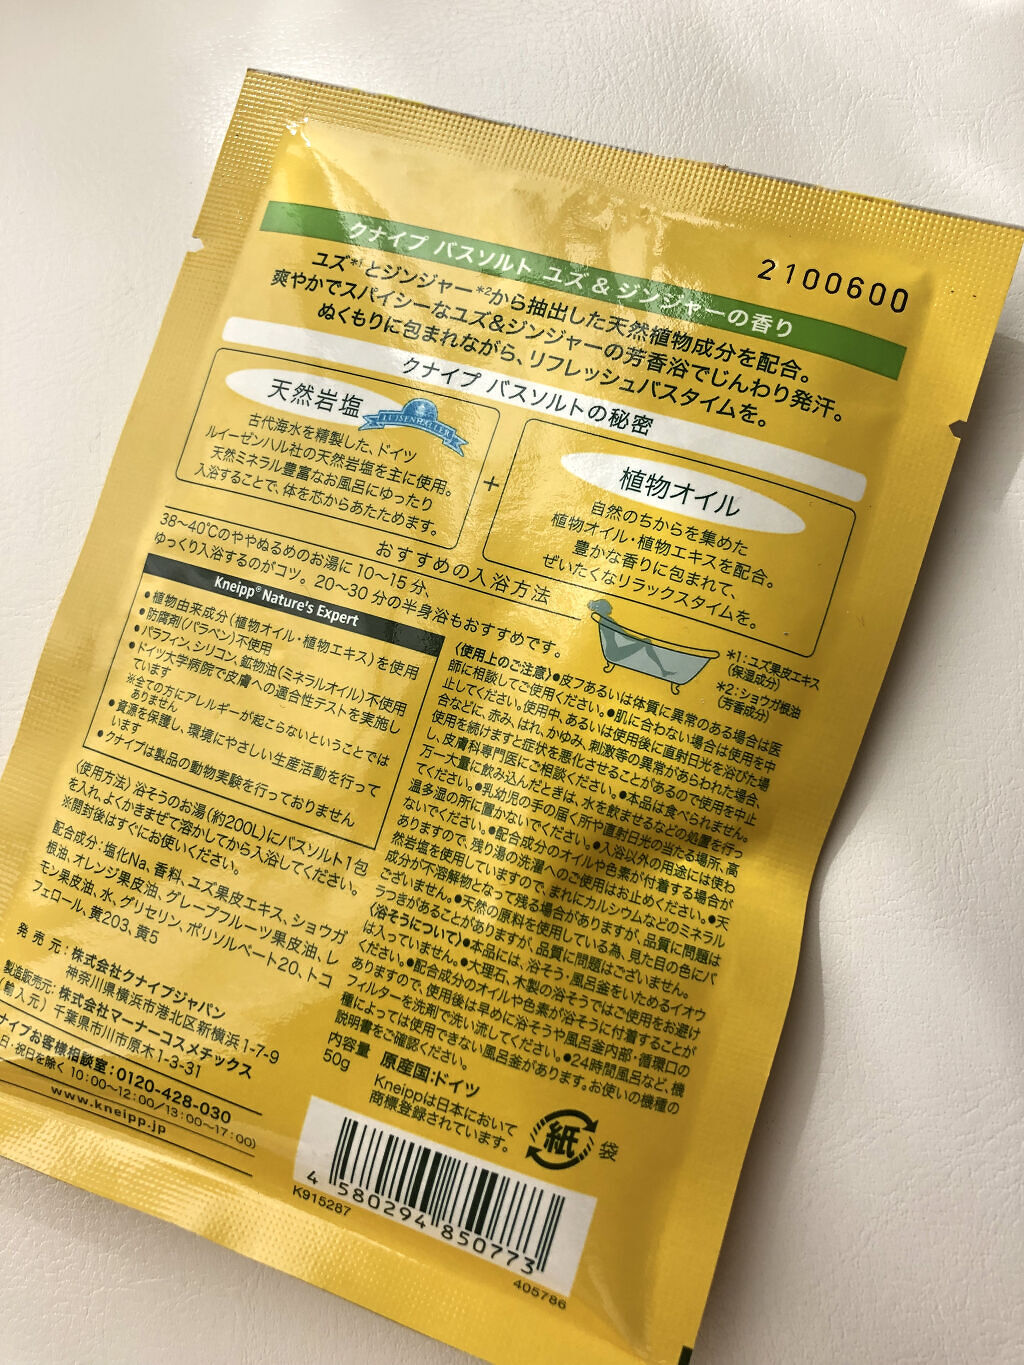 2100600
クナイプ バスソルト ユズ & ジンジャーの香り
ユズ*1とジンジャー*2から抽出した天然植物成分を配合。
爽やかでスパイシーなユズ&ジンジャーの芳香浴でじんわり発汗。
ぬくもりに包まれながら、リフレッシュバスタイムを。
クナイプ バスソルトの秘密
天然岩塩
古代海水を精製した、ドイツ
ルイーゼンハル社の天然岩塩を主に使用。
天然ミネラル豊富なお風呂にゆったり
入浴することで、体を芯からあたためます。
+
植物オイル
自然のちからを集めた
植物オイル・植物エキスを配合。
豊かな香りに包まれて、
ぜいたくなリラックスタイムを。
おすすめの入浴方法
38〜40℃のややぬるめのお湯に 10〜15 分、
ゆっくり入浴するのがコツ。20〜30 分の半身浴もおすすめです。
*1:ユズ果皮エキス
(保湿成分)
*2:ショウガ根油
(芳香成分)
Kneipp® Nature's Expert
●植物由来成分(植物オイル・植物エキス)を使用
●防腐剤(パラベン)不使用
●パラフィン、シリコン、鉱物油(ミネラルオイル)不使用
●ドイツ大学病院で皮膚への適合性テストを実施し
ています
※全ての方にアレルギーが起こらないということでは
ありません
●資源を保護し、環境にやさしい生産活動を行って
います
●クナイプは製品の動物実験を行っておりません
〈使用方法〉浴そうのお湯(約200L)にバスソルト1包
を入れ、よくかきまぜて溶かしてから入浴してください。
※開封後はすぐにお使いください。
配合成分:塩化Na、香料、ユズ果皮エキス、ショウガ
根油、オレンジ果皮油、グレープフルーツ果皮油、レ
モン果皮油、水、グリセリン、ポリソルベート20、トコ
フェロール、黄203、黄5
発売元:株式会社クナイプジャパン
神奈川県横浜市港北区新横浜 1-7-9
製造販売元:株式会社マーナーコスメチックス
(輸入元)千葉県市川市原木1-3-31
ナイプお客様相談室:0120-428-030
日・祝日を除く 10:00〜12:00/13:00〜17:00)
www.kneipp.jp
〈使用上のご注意〉●皮フあるいは体質に異常のある場合は医
師に相談してご使用ください。●肌に合わない場合は使用を中
止してください。使用中、あるいは使用後に直射日光を浴びた場
合などに、赤み、はれ、かゆみ、刺激等の異常があらわれた場合、
使用を続けますと症状を悪化させることがあるので使用を中止
し、皮膚科専門医にご相談ください。●本品は食べられません。
万一大量に飲み込んだときは、水を飲ませるなどの処置を行っ
てください。●乳幼児の手の届く所や直射日光の当たる場所、高
温多湿の所に置かないでください。●入浴以外の用途には使わ
ないでください。●配合成分のオイルや色素が付着する場合が
ありますので、残り湯の洗濯へのご使用はお止めください。●天
然岩塩を使用していますので、まれにカルシウムなどのミネラル
成分が不溶解物となって残る場合がありますが、品質に問題は
ございません。●天然の原料を使用している為、見た目の色にバ
ラつきがあることがありますが、品質に問題はございません。
〈浴そうについて〉●本品には、浴そう・風呂釜をいためるイオウ
は入っていません。●大理石、木製の浴そうではご使用をお避け
ください。●配合成分のオイルや色素が浴そうに付着することが
ありますので、使用後は早めに浴そうや風呂釜内部・循環口の
フィルターを洗剤で洗い流してください。●24時間風呂など、機
種によっては使用できない風呂釜があります。お使いの機種の
説明書をご確認ください。
内容量
50g
原産国:ドイツ
Kneippは日本において
商標登録されています。
紙
袋
4 580294 850773
K915287
405786